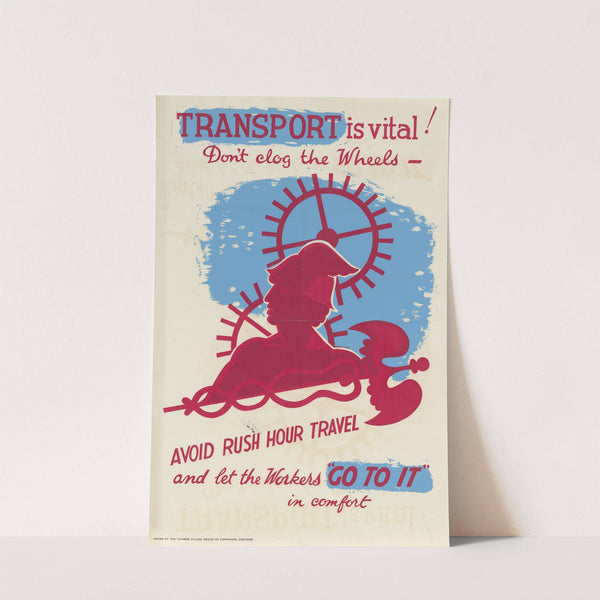 TRANSPORT is vital!
Don't clog the Wheels –
AVOID RUSH HOUR TRAVEL
and let the Workers "GO TO IT"
in comfort